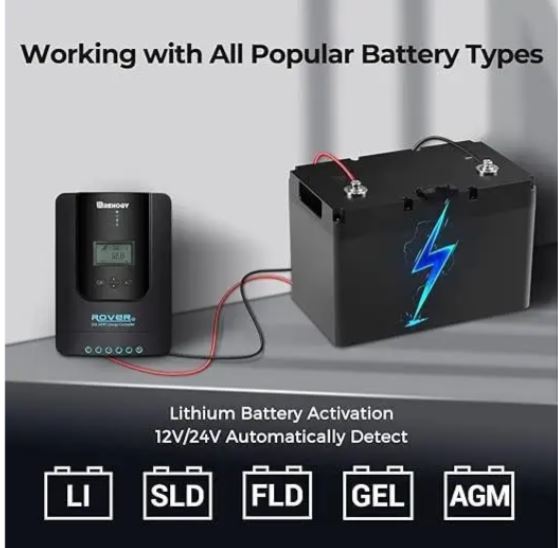 Working with All Popular Battery Types
RENOGY
ROVER
Lithium Battery Activation
12V/24V Automatically Detect
LI
SLD
FLD
GEL
AGM